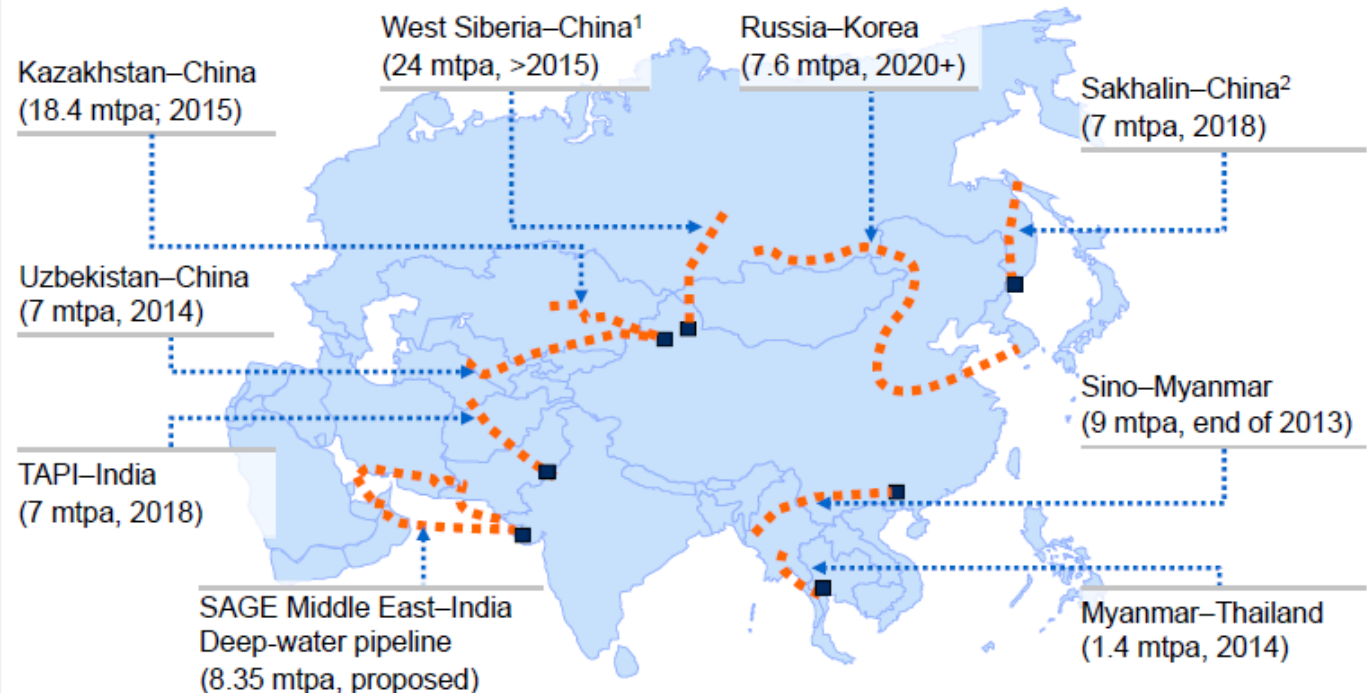 West Siberia–China¹
(24 mtpa, >2015)
Russia–Korea
(7.6 mtpa, 2020+)
Kazakhstan–China
(18.4 mtpa; 2015)
Sakhalin–China²
(7 mtpa, 2018)
Uzbekistan–China
(7 mtpa, 2014)
Sino–Myanmar
(9 mtpa, end of 2013)
TAPI–India
(7 mtpa, 2018)
SAGE Middle East–India
Deep-water pipeline
(8.35 mtpa, proposed)
Myanmar–Thailand
(1.4 mtpa, 2014)